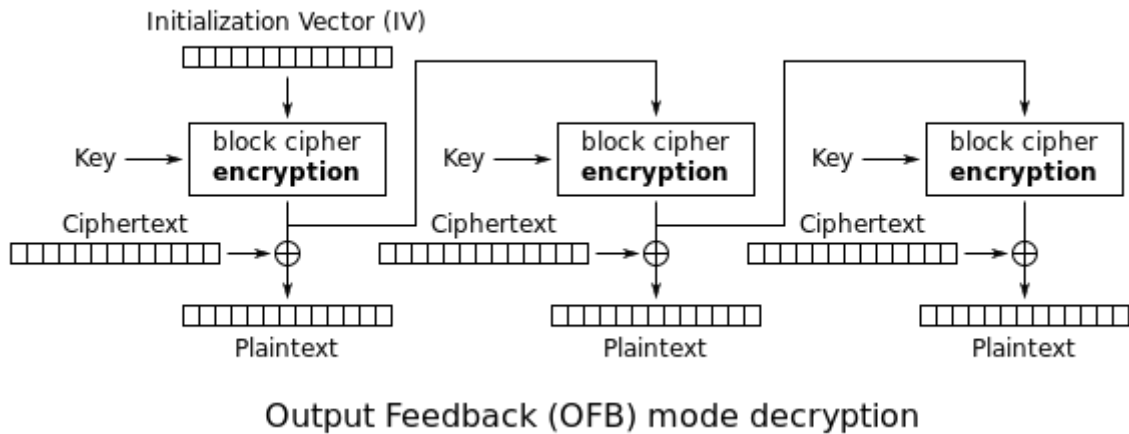 Initialization Vector (IV)
Key
block cipher
encryption
Key
block cipher
encryption
Key
block cipher
encryption
Ciphertext
Ciphertext
Ciphertext
Plaintext
Plaintext
Plaintext
Output Feedback (OFB) mode decryption